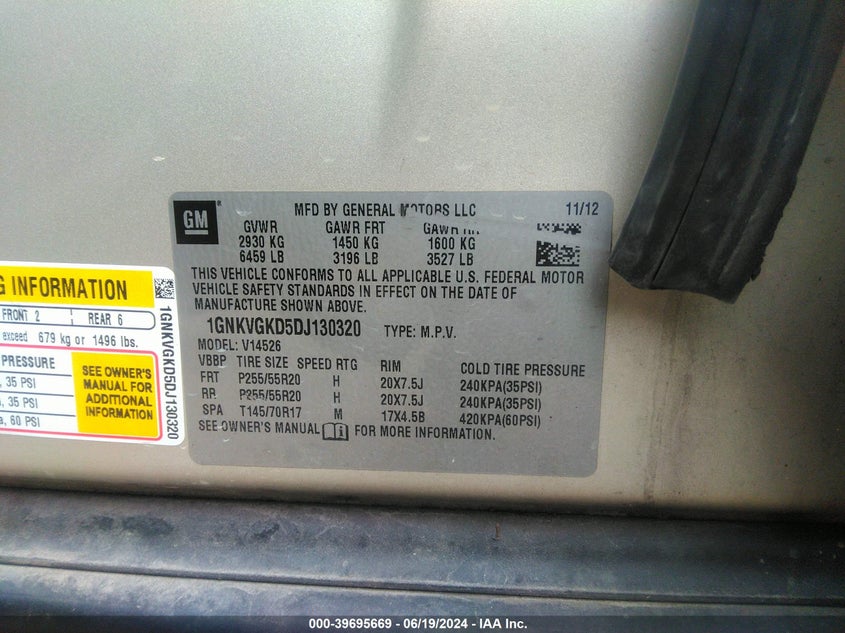 GM
MFD BY GENERAL MOTORS LLC 11/12
GVWR GAWR FRT GAWR
2930 KG 1450 KG 1600 KG
6459 LB 3196 LB 3527 LB
THIS VEHICLE CONFORMS TO ALL APPLICABLE U.S. FEDERAL MOTOR
VEHICLE SAFETY STANDARDS IN EFFECT ON THE DATE OF
MANUFACTURE SHOWN ABOVE.
1GNKVGKD5DJ130320 TYPE: M.P.V.
MODEL: V14526
VBBP TIRE SIZE SPEED RTG RIM COLD TIRE PRESSURE
FRT P255/55R20 H 20X7.5J 240KPA(35PSI)
RR P255/55R20 H 20X7.5J 240KPA(35PSI)
SPA T145/70R17 M 17X4.5B 420KPA(60PSI)
SEE OWNER'S MANUAL FOR MORE INFORMATION.
G INFORMATION
FRONT 2 REAR 6
exceed 679 kg or 1496 lbs.
PRESSURE
, 35 PSI
a, 35 PSI
a, 60 PSI
SEE OWNER'S
MANUAL FOR
ADDITIONAL
INFORMATION
1GNKVGKD5DJ130320
000-39695669 - 06/19/2024 - IAA Inc.